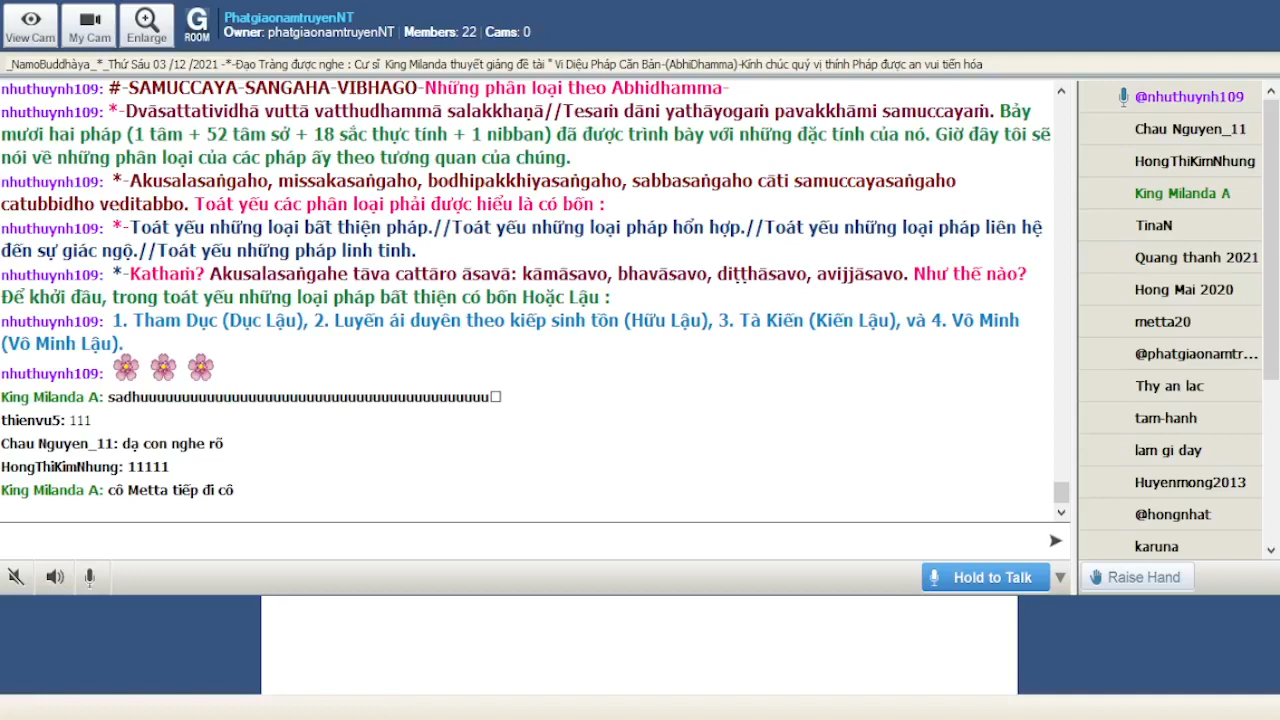 PhatgiaonamtruyenNT
Owner: phatgiaonamtruyenNT | Members: 22 | Cams: 0
View Cam
My Cam
Enlarge
G
ROOM
_NamoBuddhàya_*_Thứ Sáu 03 /12 /2021 -*-Đạo Tràng được nghe : Cư sĩ King Milanda thuyết giảng đề tài " Vi Diệu Pháp Căn Bản-(AbhiDhamma)-Kính chúc quý vị thính Pháp được an vui tiến hóa
nhuthuynh109: #-SAMUCCAYA-SANGAHA-VIBHAGO-Những phân loại theo Abhidhamma-
nhuthuynh109: *-Dvāsattatividhā vuttā vatthudhammā salakkhaṇā//Tesaṁ dāni yathāyogaṁ pavakkhāmi samuccayaṁ. Bảy
mươi hai pháp (1 tâm + 52 tâm sở + 18 sắc thực tính + 1 nibban) đã được trình bày với những đặc tính của nó. Giờ đây tôi sẽ
nói về những phân loại của các pháp ấy theo tương quan của chúng.
nhuthuynh109: *-Akusalasaṅgaho, missakasaṅgaho, bodhipakkhiyasaṅgaho, sabbasaṅgaho cāti samuccayasaṅgaho
catubbidho veditabbo. Toát yếu các phân loại phải được hiểu là có bốn :
nhuthuynh109: *-Toát yếu những loại bất thiện pháp.//Toát yếu những loại pháp hổn hợp.//Toát yếu những loại pháp liên hệ
đến sự giác ngộ.//Toát yếu những pháp linh tinh.
nhuthuynh109: *-Kathaṁ? Akusalasaṅgahe tāva cattāro āsavā: kāmāsavo, bhavāsavo, diṭṭhāsavo, avijjāsavo. Như thế nào?
Để khởi đầu, trong toát yếu những loại pháp bất thiện có bốn Hoặc Lậu :
nhuthuynh109: 1. Tham Dục (Dục Lậu), 2. Luyến ái duyên theo kiếp sinh tồn (Hữu Lậu), 3. Tà Kiến (Kiến Lậu), và 4. Vô Minh
(Vô Minh Lậu).
nhuthuynh109:
King Milanda A: sadhuuuuuuuuuuuuuuuuuuuuuuuuuuuuuuuuuuuuuuuuuu
thienvu5: 111
Chau Nguyen_11: dạ con nghe rõ
HongThiKimNhung: 11111
King Milanda A: cô Metta tiếp đi cô
@nhuthuynh109
Chau Nguyen_11
HongThiKimNhung
King Milanda A
TinaN
Quang thanh 2021
Hong Mai 2020
metta20
@phatgiaonamtr...
Thy an lac
tam-hanh
lam gi day
Huyenmong2013
@hongnhat
karuna
Hold to Talk
Raise Hand